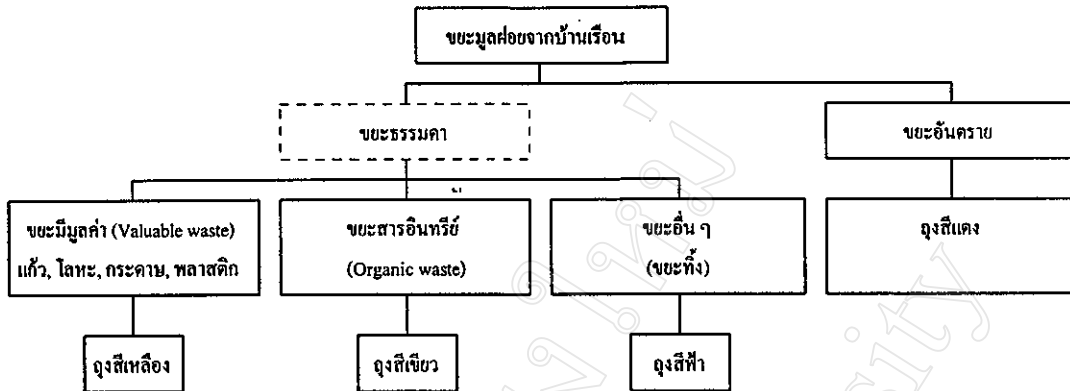 ขยะมูลฝอยจากบ้านเรือน
ขยะธรรมดา
ขยะอันตราย
ขยะมีมูลค่า (Valuable waste)
แก้ว, โลหะ, กระดาษ, พลาสติก
ขยะสารอินทรีย์
(Organic waste)
ขยะอื่น ๆ
(ขยะทิ้ง)
ถุงสีแดง
ถุงสีเหลือง
ถุงสีเขียว
ถุงสีฟ้า